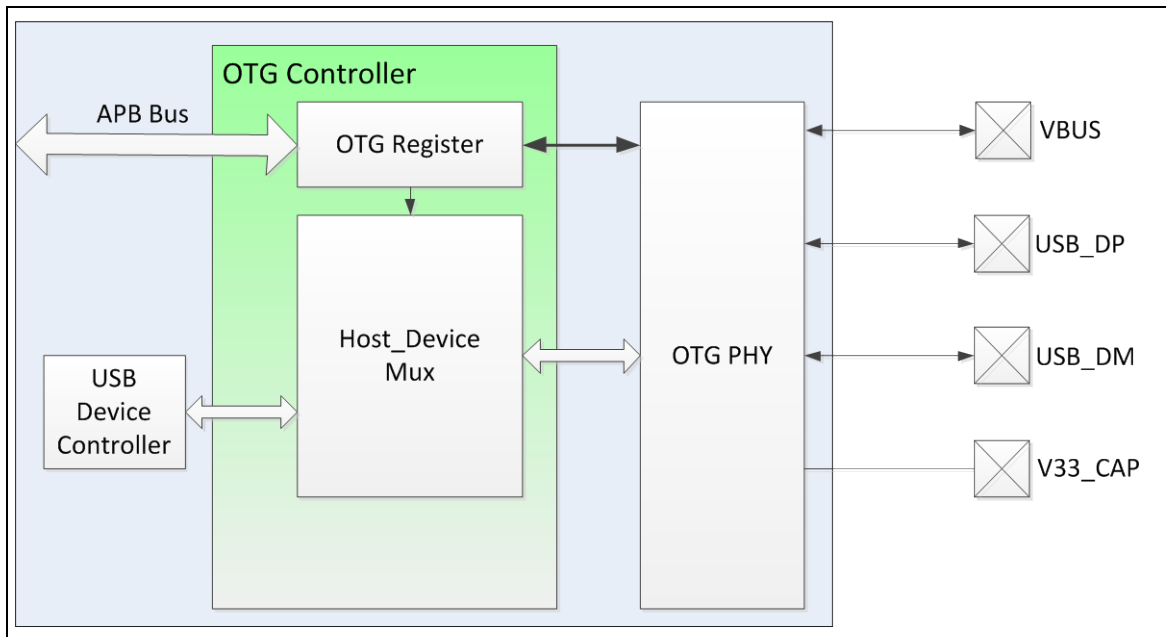 OTG Controller
APB Bus
OTG Register
VBUS
USB_DP
Host_Device
Mux
OTG PHY
USB_DM
USB
Device
Controller
V33_CAP